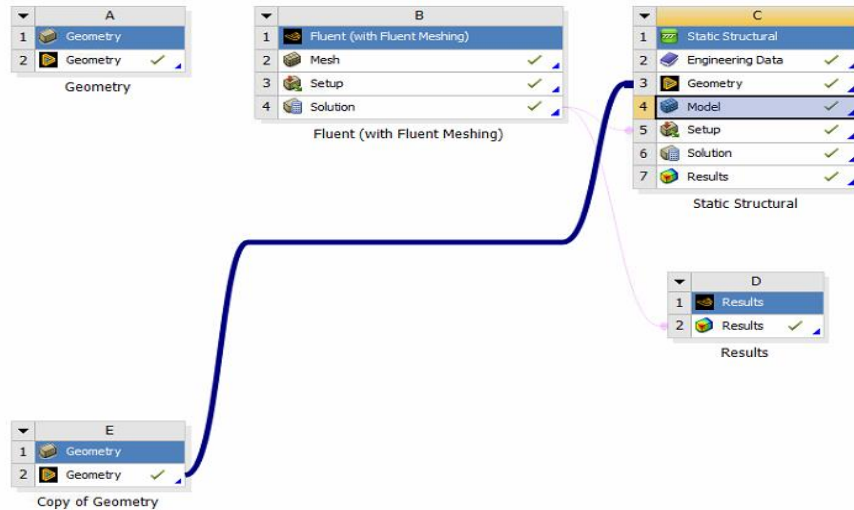 A
1 Geometry
2 Geometry
Geometry
B
1 Fluent (with Fluent Meshing)
2 Mesh
3 Setup
4 Solution
Fluent (with Fluent Meshing)
C
1 Static Structural
2 Engineering Data
3 Geometry
4 Model
5 Setup
6 Solution
7 Results
Static Structural
D
1 Results
2 Results
Results
E
1 Geometry
2 Geometry
Copy of Geometry